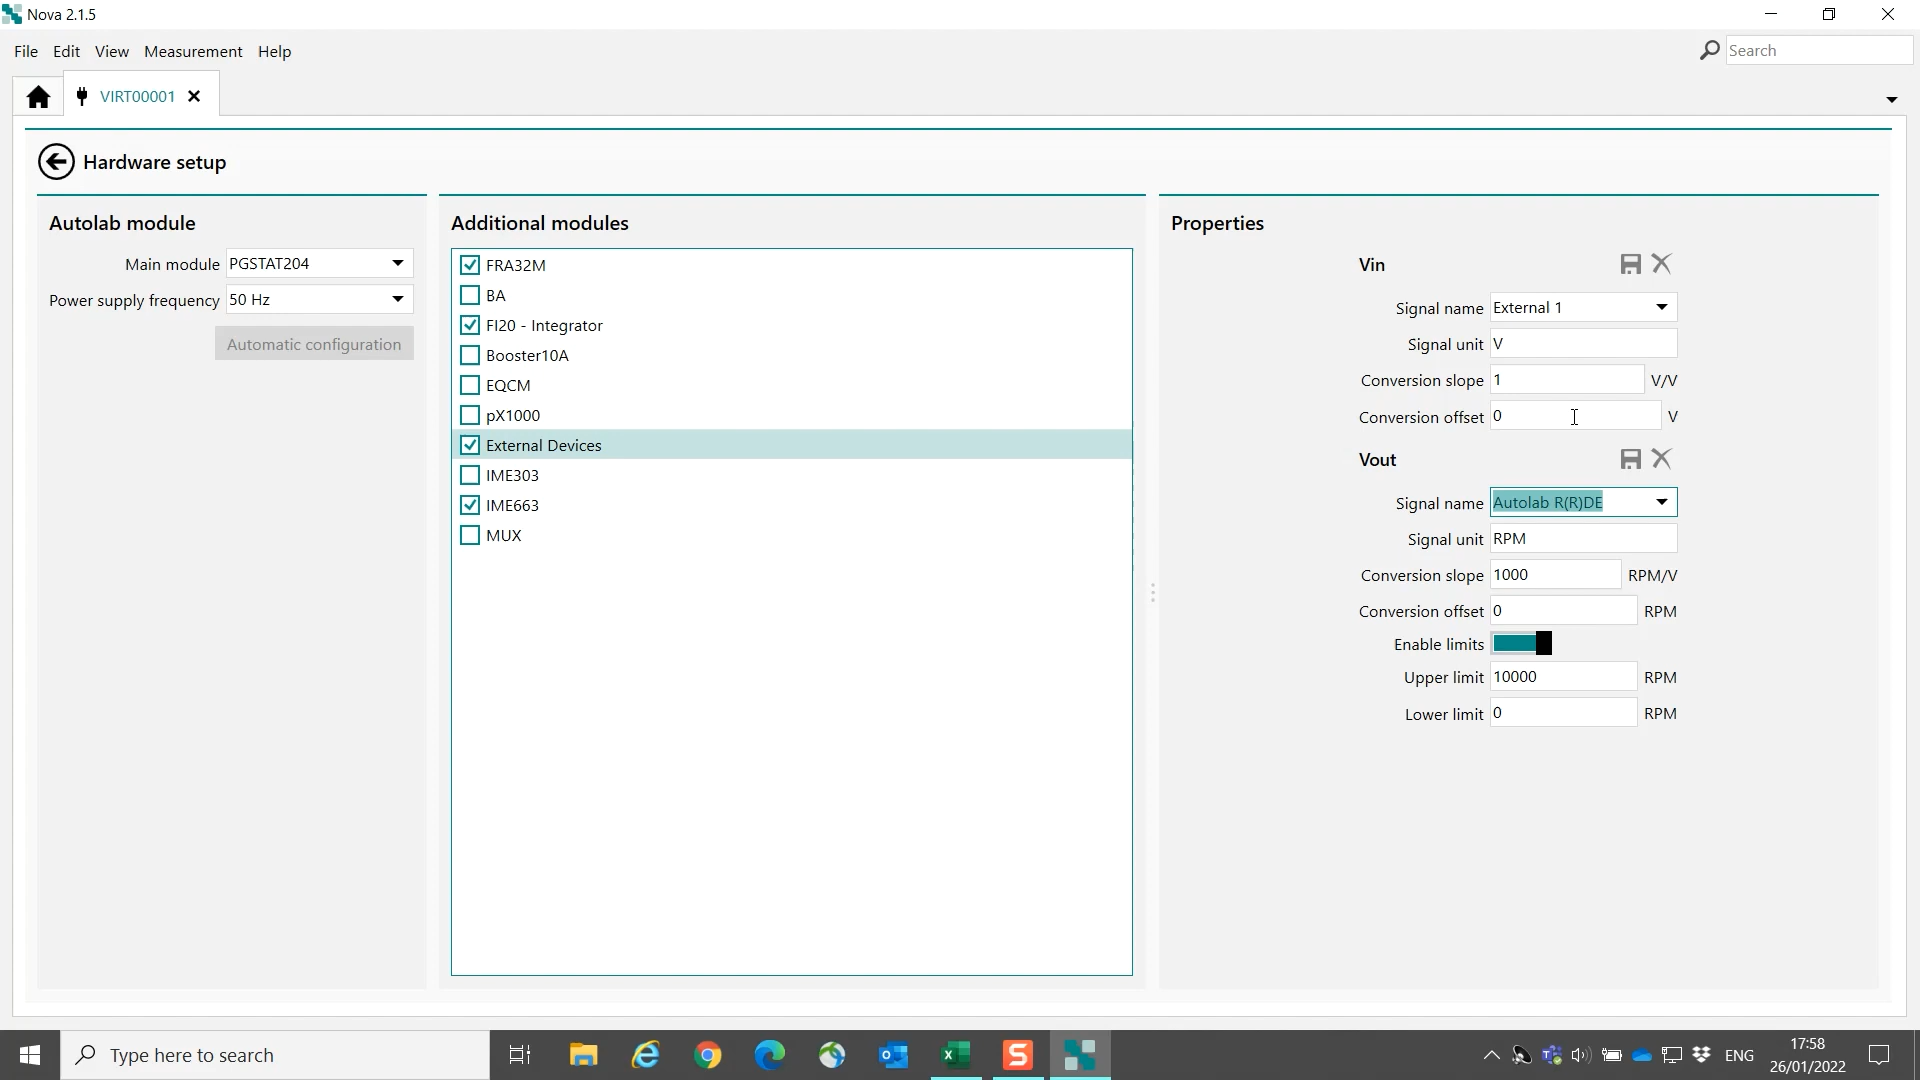 Nova 2.1.5
File Edit View Measurement Help
Search
VIRT00001
Hardware setup
Autolab module
Main module PGSTAT204
Power supply frequency 50 Hz
Automatic configuration
Additional modules
FRA32M
BA
FI20 - Integrator
Booster10A
EQCM
pX1000
External Devices
IME303
IME663
MUX
Properties
Vin
Signal name External 1
Signal unit V
Conversion slope 1 V/V
Conversion offset 0 V
Vout
Signal name Autolab R(R)DE
Signal unit RPM
Conversion slope 1000 RPM/V
Conversion offset 0 RPM
Enable limits
Upper limit 10000 RPM
Lower limit 0 RPM
Type here to search
ENG
17:58
26/01/2022